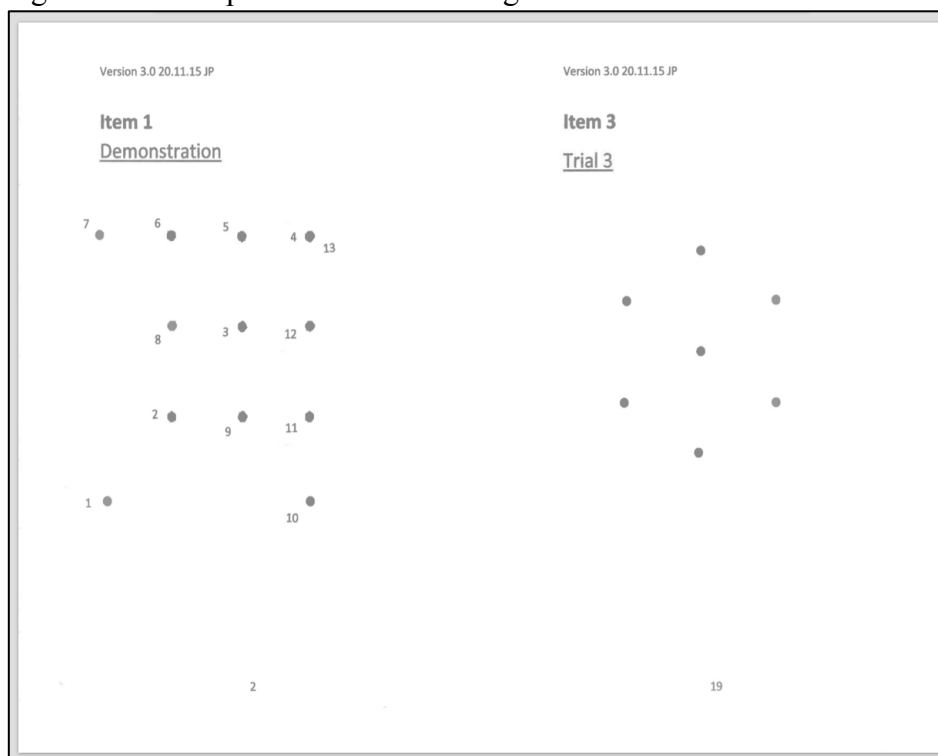 Version 3.0 20.11.15 JP
Item 1
Demonstration
7 6 5 4
13
8 3 12
2 9 11
1 10
2
Version 3.0 20.11.15 JP
Item 3
Trial 3
19